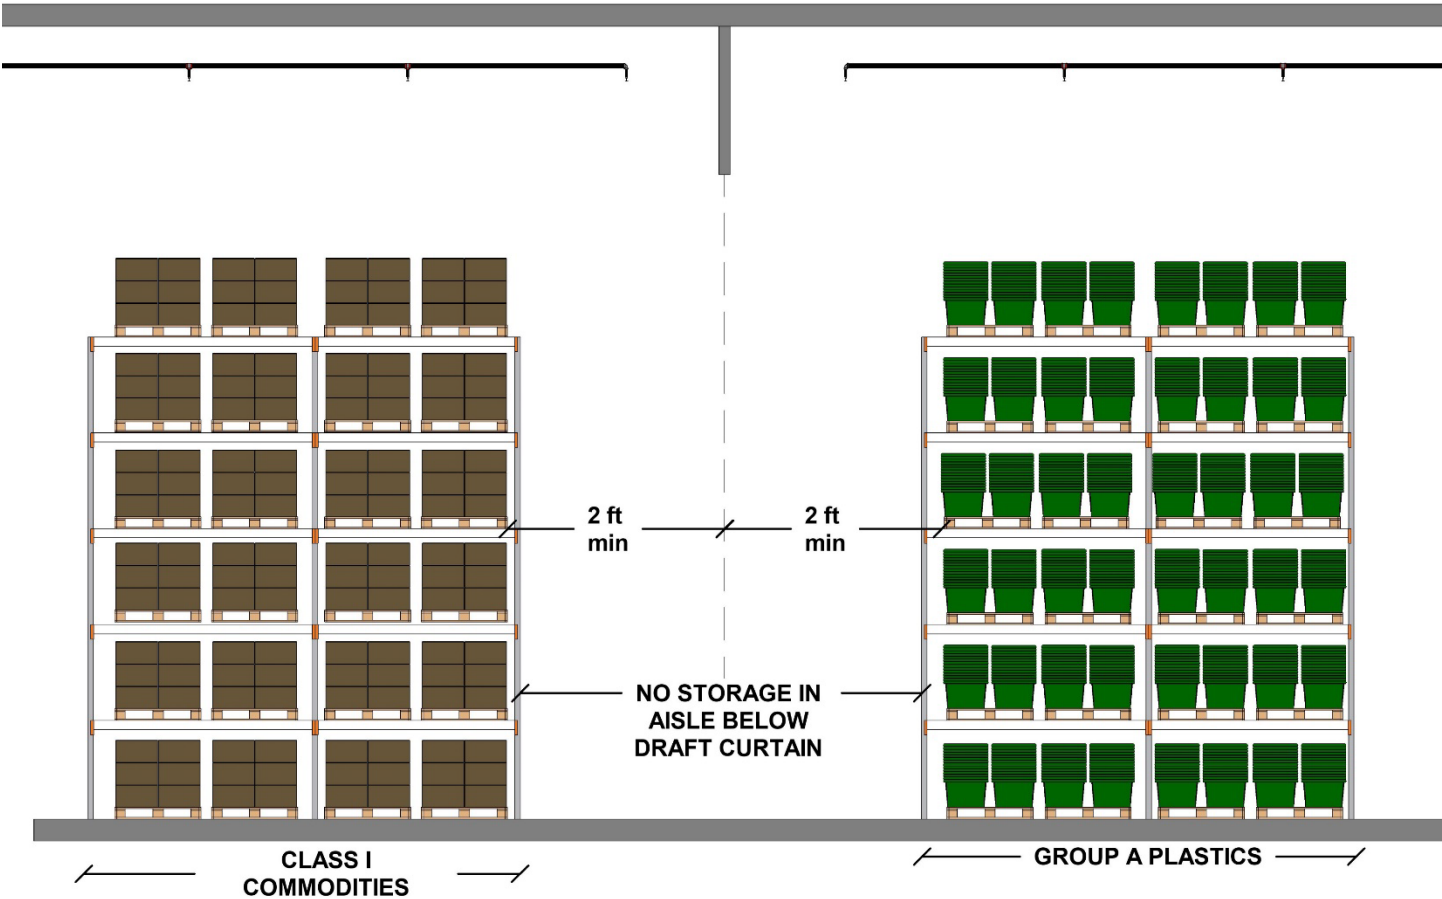 2 ft
min
2 ft
min
NO STORAGE IN
AISLE BELOW
DRAFT CURTAIN
CLASS I
COMMODITIES
GROUP A PLASTICS